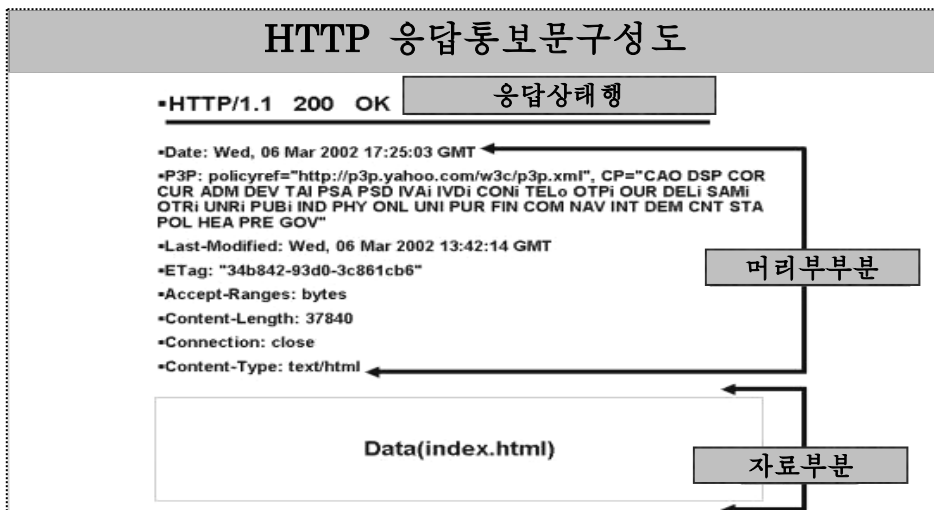 HTTP 응답통보문구성도
▪HTTP/1.1 200 OK 응답상태행
▪Date: Wed, 06 Mar 2002 17:25:03 GMT
▪P3P: policyref="http://p3p.yahoo.com/w3c/p3p.xml", CP="CAO DSP COR
CUR ADM DEV TAI PSA PSD IVAi IVDi CONi TELo OTPi OUR DELi SAMi
OTRi UNRi PUBi IND PHY ONL UNI PUR FIN COM NAV INT DEM CNT STA
POL HEA PRE GOV"
▪Last-Modified: Wed, 06 Mar 2002 13:42:14 GMT
▪ETag: "34b842-93d0-3c861cb6"
머리부부분
▪Accept-Ranges: bytes
▪Content-Length: 37840
▪Connection: close
▪Content-Type: text/html
Data(index.html)
자료부분